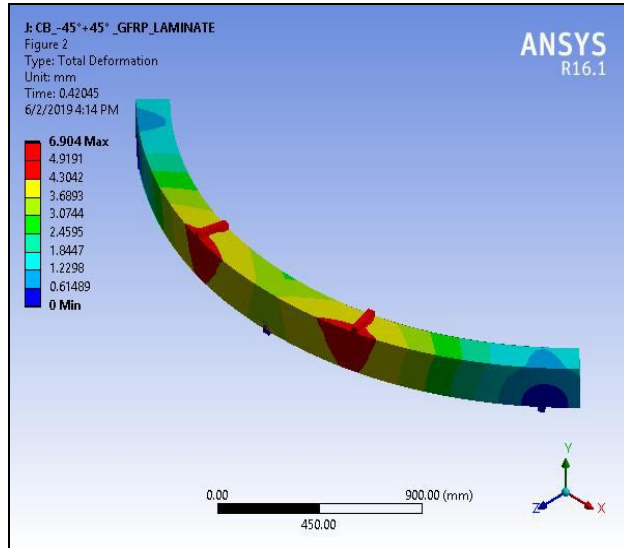 J: CB_-45°+45°_GFRP_LAMINATE
Figure 2
Type: Total Deformation
Unit: mm
Time: 0.42045
6/2/2019 4:14 PM
ANSYS
R16.1
6.904 Max
4.9191
4.3042
3.6893
3.0744
2.4595
1.8447
1.2298
0.61489
0 Min
0.00
900.00 (mm)
450.00
Y
Z
X